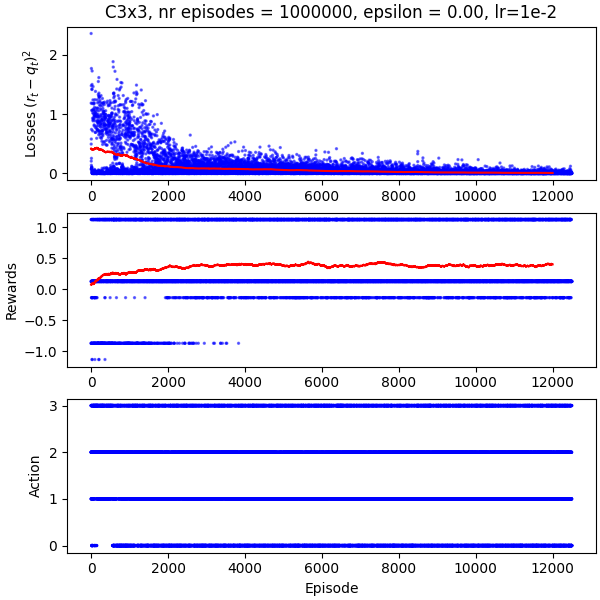 C3x3, nr episodes = 1000000, epsilon = 0.00, lr=1e-2
Losses $(r_t - q_t)^2$
2
1
0
0 2000 4000 6000 8000 10000 12000
Rewards
1.0
0.5
0.0
−0.5
−1.0
0 2000 4000 6000 8000 10000 12000
Action
3
2
1
0
0 2000 4000 6000 8000 10000 12000
Episode